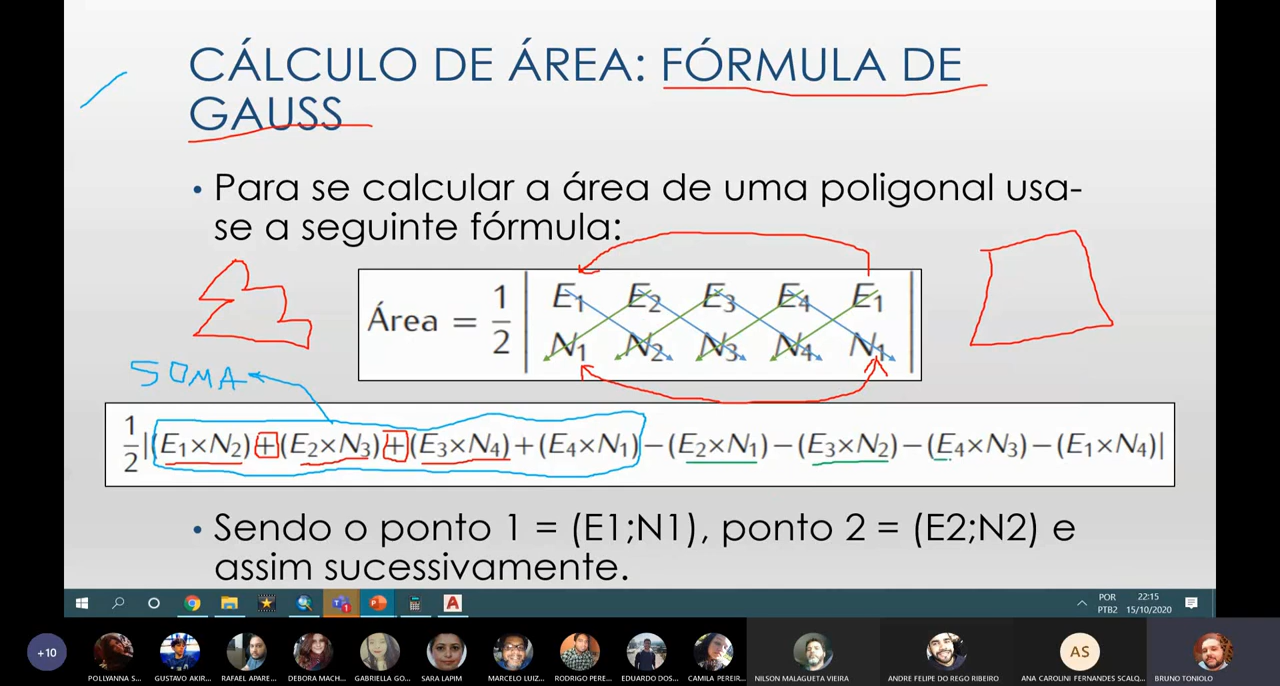 CÁLCULO DE ÁREA: FÓRMULA DE
GAUSS
• Para se calcular a área de uma poligonal usa-
se a seguinte fórmula:
Área = 1/2 | E₁ E₂ E₃ E₄ E₁ |
N₁ N₂ N₃ N₄ N₁
SOMA
1/2|(E₁×N₂)+(E₂×N₃)+(E₃×N₄)+(E₄×N₁)−(E₂×N₁)−(E₃×N₂)−(E₄×N₃)−(E₁×N₄)|
• Sendo o ponto 1 = (E1;N1), ponto 2 = (E2;N2) e
assim sucessivamente.
POR 22:15
PTB2 15/10/2020
+10
AS
POLLYANNA S... GUSTAVO AKIR... RAFAEL APARE... DEBORA MACH... GABRIELLA GO... SARA LAPIM MARCELO LUIZ... RODRIGO PERE... EDUARDO DOS... CAMILA PEREIR... NILSON MALAGUETA VIEIRA ANDRE FELIPE DO REGO RIBEIRO ANA CAROLINI FERNANDES SCALQ... BRUNO TONIOLO